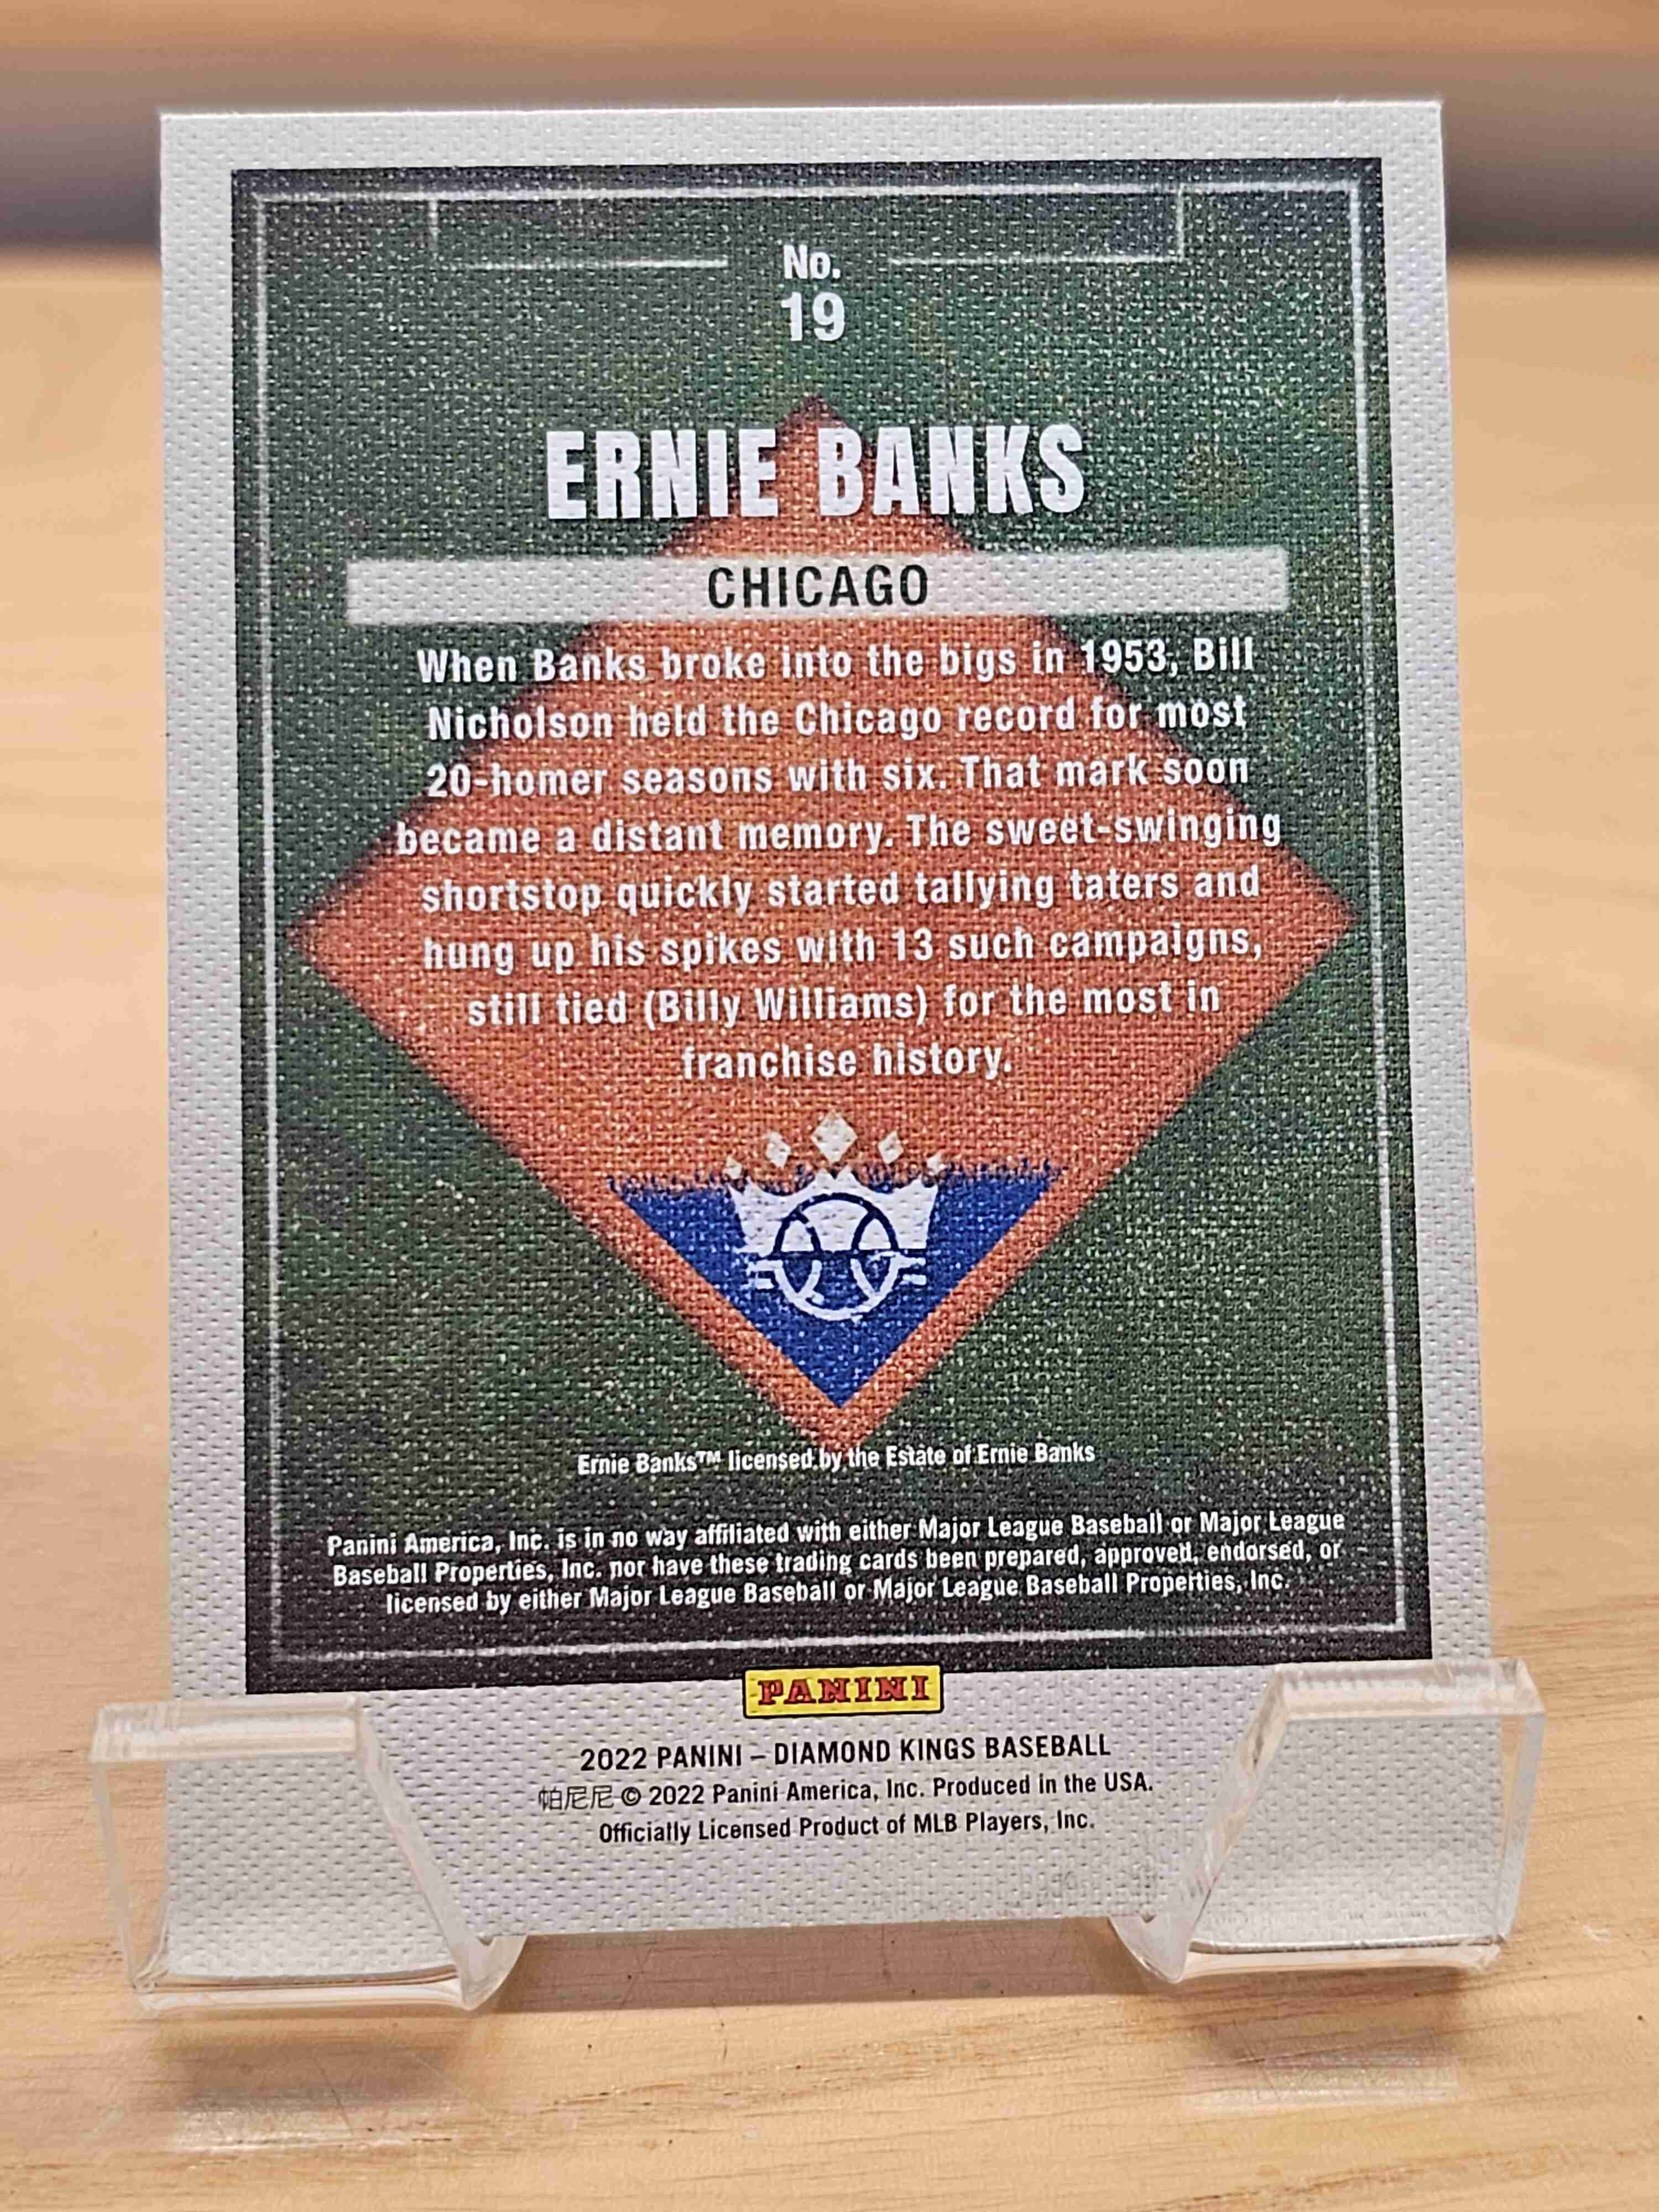 No.
19
ERNIE BANKS
CHICAGO
When Banks broke into the bigs in 1953, Bill
Nicholson held the Chicago record for most
20-homer seasons with six. That mark soon
became a distant memory. The sweet-swinging
shortstop quickly started tallying taters and
hung up his spikes with 13 such campaigns,
still tied (Billy Williams) for the most in
franchise history.
Ernie Banks™ licensed by the Estate of Ernie Banks
Panini America, Inc. is in no way affiliated with either Major League Baseball or Major League
Baseball Properties, Inc. nor have these trading cards been prepared, approved, endorsed, or
licensed by either Major League Baseball or Major League Baseball Properties, Inc.
PANINI
2022 PANINI – DIAMOND KINGS BASEBALL
帕尼尼 © 2022 Panini America, Inc. Produced in the USA.
Officially Licensed Product of MLB Players, Inc.